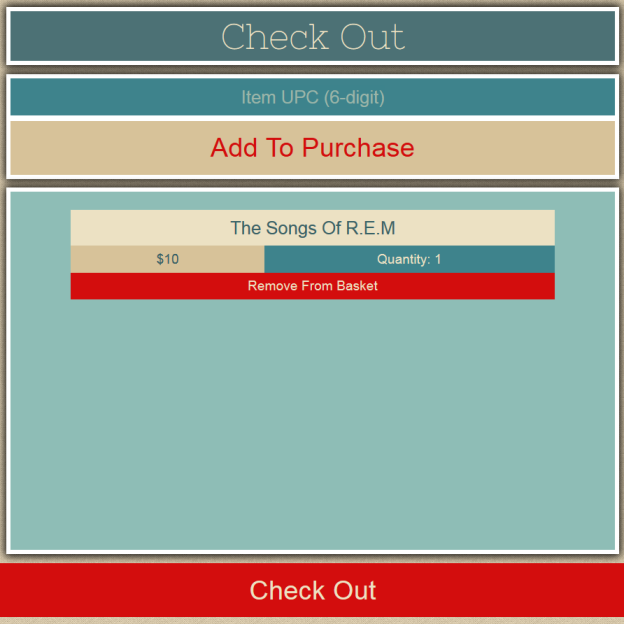 Check Out
Item UPC (6-digit)
Add To Purchase
The Songs Of R.E.M
$10
Quantity: 1
Remove From Basket
Check Out